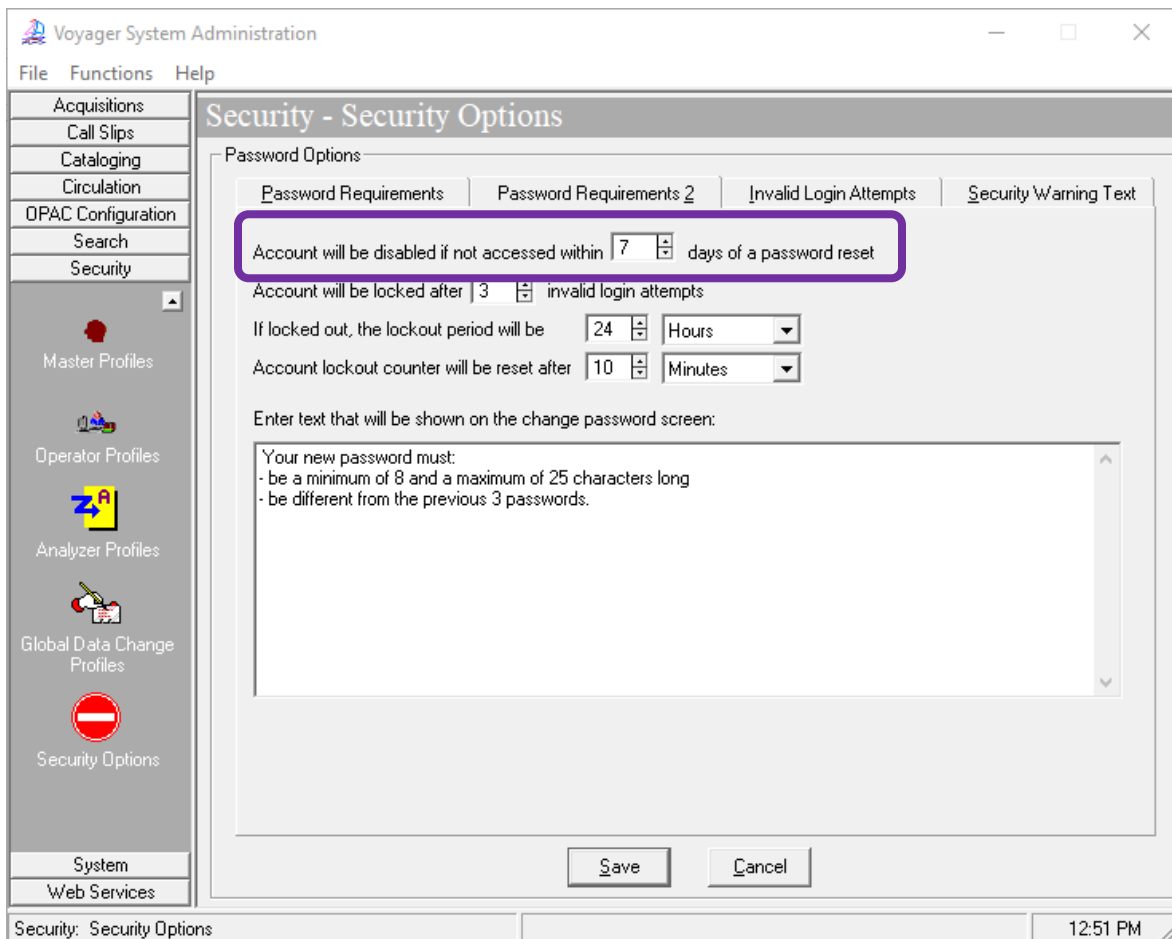 Voyager System Administration
File Functions Help
Acquisitions
Call Slips
Cataloging
Circulation
OPAC Configuration
Search
Security
Master Profiles
Operator Profiles
Z A
Analyzer Profiles
Global Data Change
Profiles
Security Options
System
Web Services
Security - Security Options
Password Options
Password Requirements Password Requirements 2 Invalid Login Attempts Security Warning Text
Account will be disabled if not accessed within 7 days of a password reset
Account will be locked after 3 invalid login attempts
If locked out, the lockout period will be 24 Hours
Account lockout counter will be reset after 10 Minutes
Enter text that will be shown on the change password screen:
Your new password must:
- be a minimum of 8 and a maximum of 25 characters long
- be different from the previous 3 passwords.
Save Cancel
Security: Security Options 12:51 PM